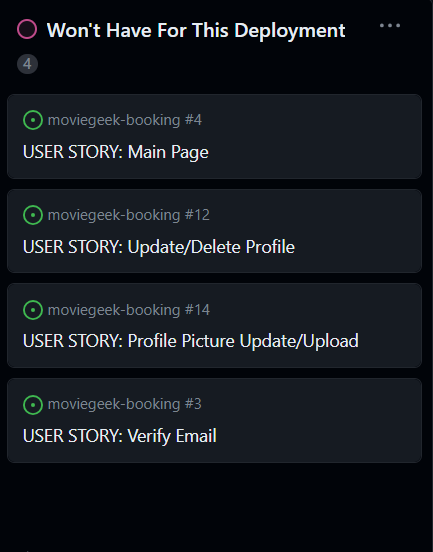 Won't Have For This Deployment
4
moviegeek-booking #4
USER STORY: Main Page
moviegeek-booking #12
USER STORY: Update/Delete Profile
moviegeek-booking #14
USER STORY: Profile Picture Update/Upload
moviegeek-booking #3
USER STORY: Verify Email